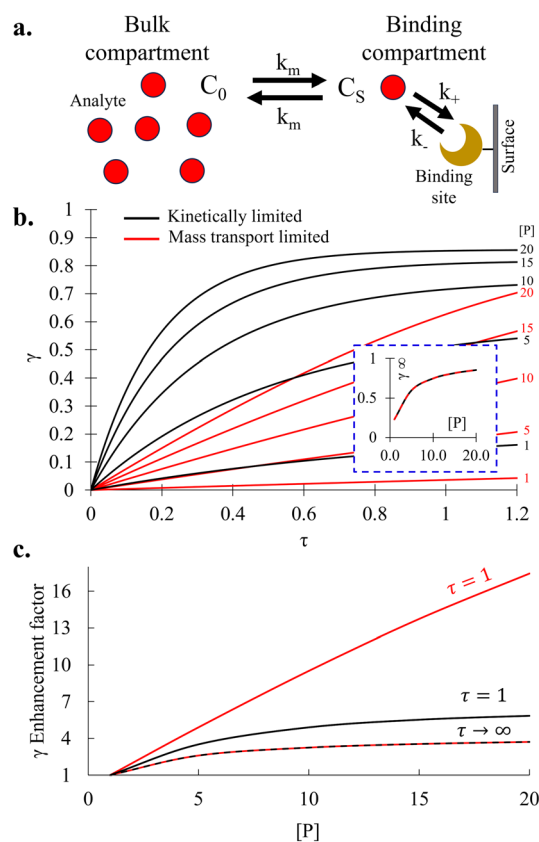 a.
Bulk
compartment
Binding
compartment
Analyte
C₀
kₘ
kₘ
C_S
k₊
k₋
Binding
site
Surface
b.
Kinetically limited
Mass transport limited
[P]
20
15
10
20
15
5
10
5
1
1
1
0.9
0.8
0.7
0.6
0.5
0.4
0.3
0.2
0.1
0
γ
0
0.2
0.4
0.6
0.8
1
1.2
τ
1
0.5
0
γ∞
[P]
0.0
10.0
20.0
c.
16
13
10
7
4
1
γ Enhancement factor
τ = 1
τ = 1
τ → ∞
0
5
10
15
20
[P]